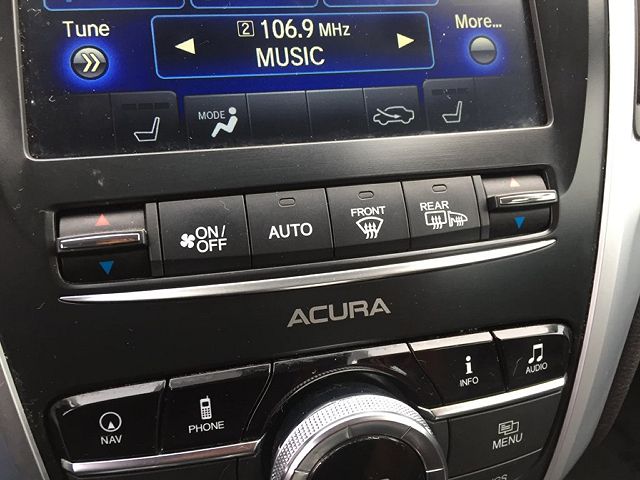 Tune
2 106.9 MHz
MUSIC
More...
MODE
ON/
OFF
AUTO
FRONT
REAR
ACURA
NAV
PHONE
i
INFO
AUDIO
MENU